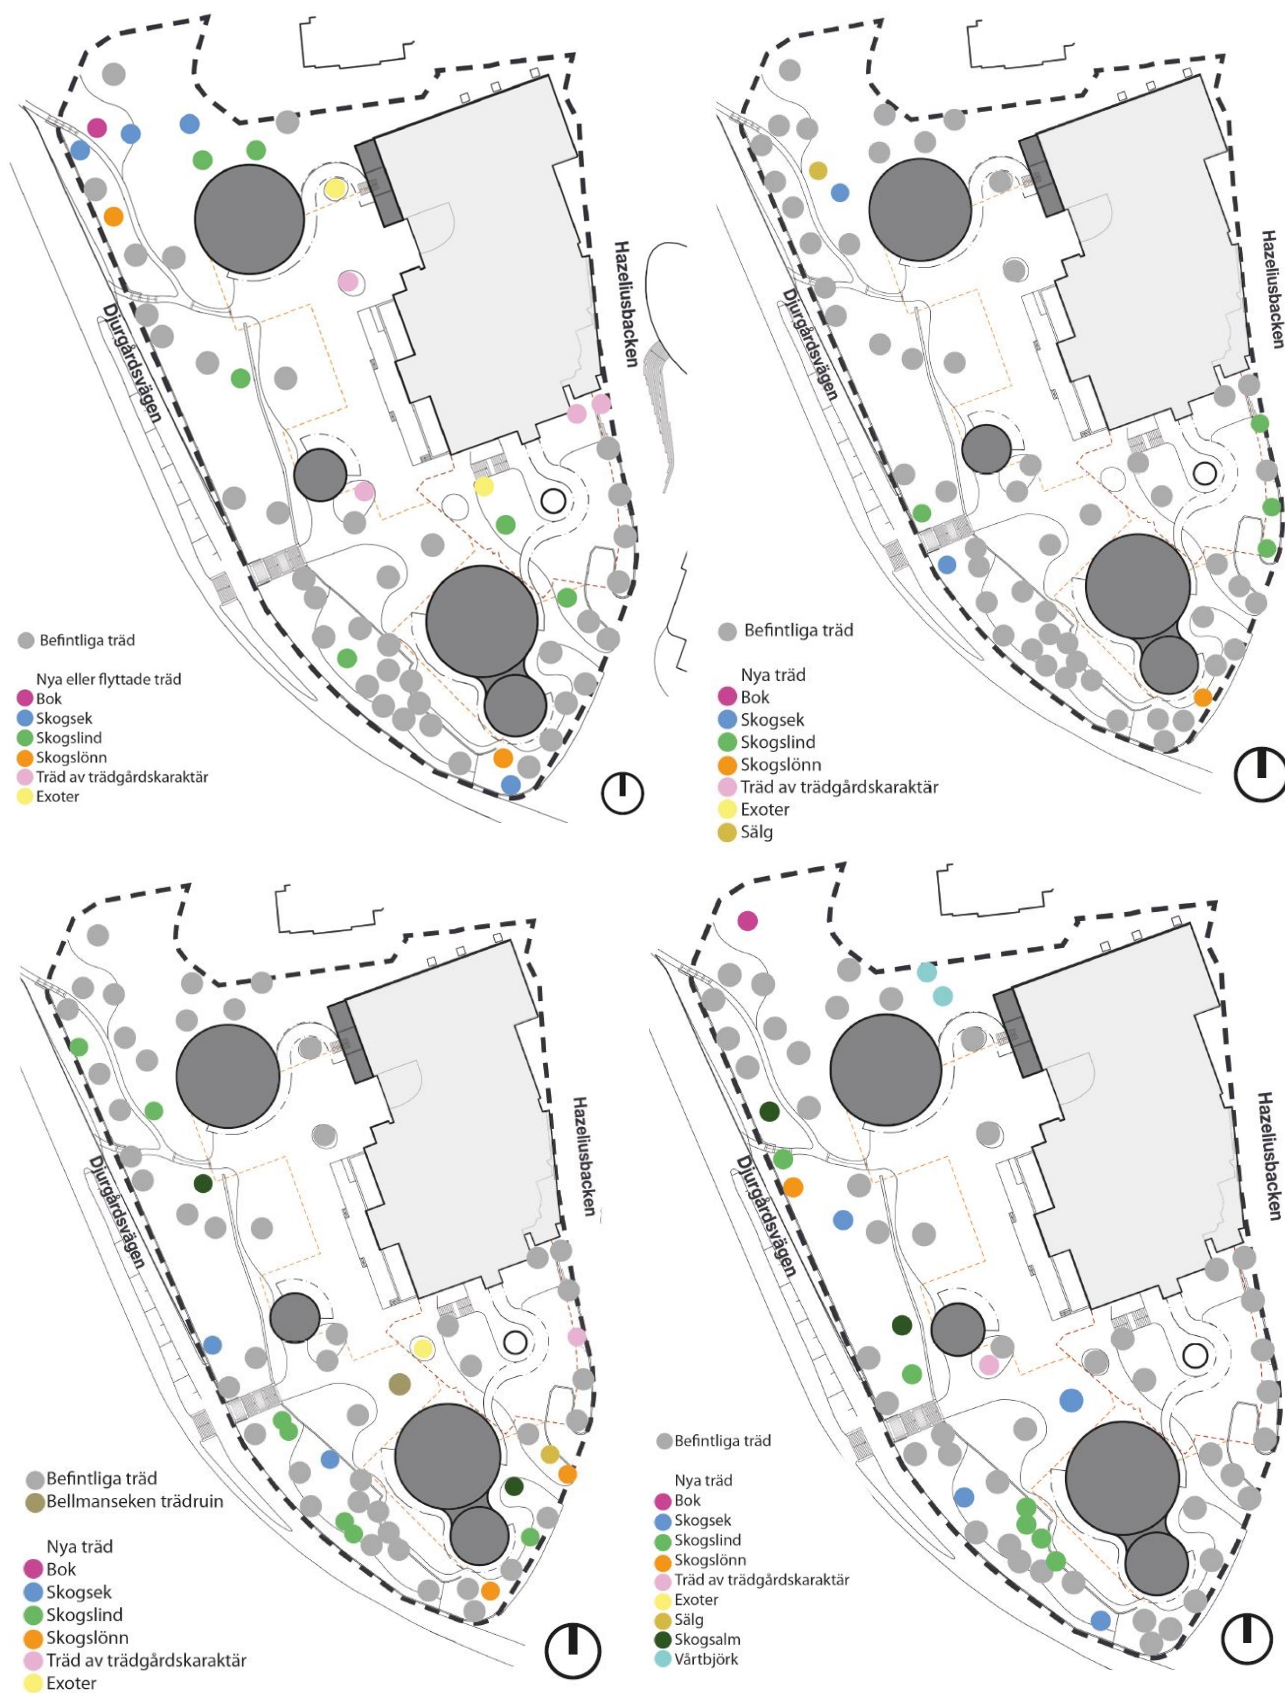 Hazeliusbacken
Djurgårdsvägen
Befintliga träd
Nya eller flyttade träd
Bok
Skogsek
Skogslind
Skogslönn
Träd av trädgårdskaraktär
Exoter
Hazeliusbacken
Djurgårdsvägen
Befintliga träd
Nya träd
Bok
Skogsek
Skogslind
Skogslönn
Träd av trädgårdskaraktär
Exoter
Sälg
Hazeliusbacken
Djurgårdsvägen
Befintliga träd
Bellmanseken trädruin
Nya träd
Bok
Skogsek
Skogslind
Skogslönn
Träd av trädgårdskaraktär
Exoter
Hazeliusbacken
Djurgårdsvägen
Befintliga träd
Nya träd
Bok
Skogsek
Skogslind
Skogslönn
Träd av trädgårdskaraktär
Exoter
Sälg
Skogsalm
Vårtbjörk